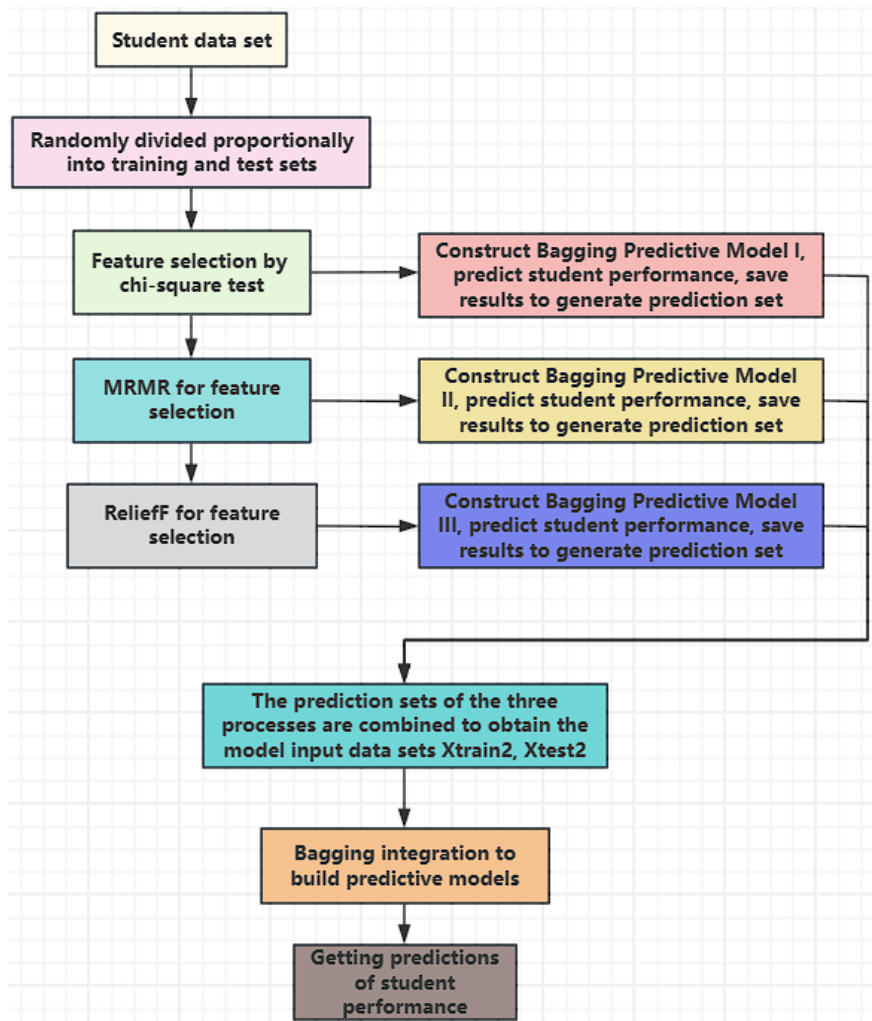 Student data set
Randomly divided proportionally
into training and test sets
Feature selection by
chi-square test
Construct Bagging Predictive Model I,
predict student performance, save
results to generate prediction set
MRMR for feature
selection
Construct Bagging Predictive Model
II, predict student performance, save
results to generate prediction set
ReliefF for feature
selection
Construct Bagging Predictive Model
III, predict student performance, save
results to generate prediction set
The prediction sets of the three
processes are combined to obtain the
model input data sets Xtrain2, Xtest2
Bagging integration to
build predictive models
Getting predictions
of student
performance